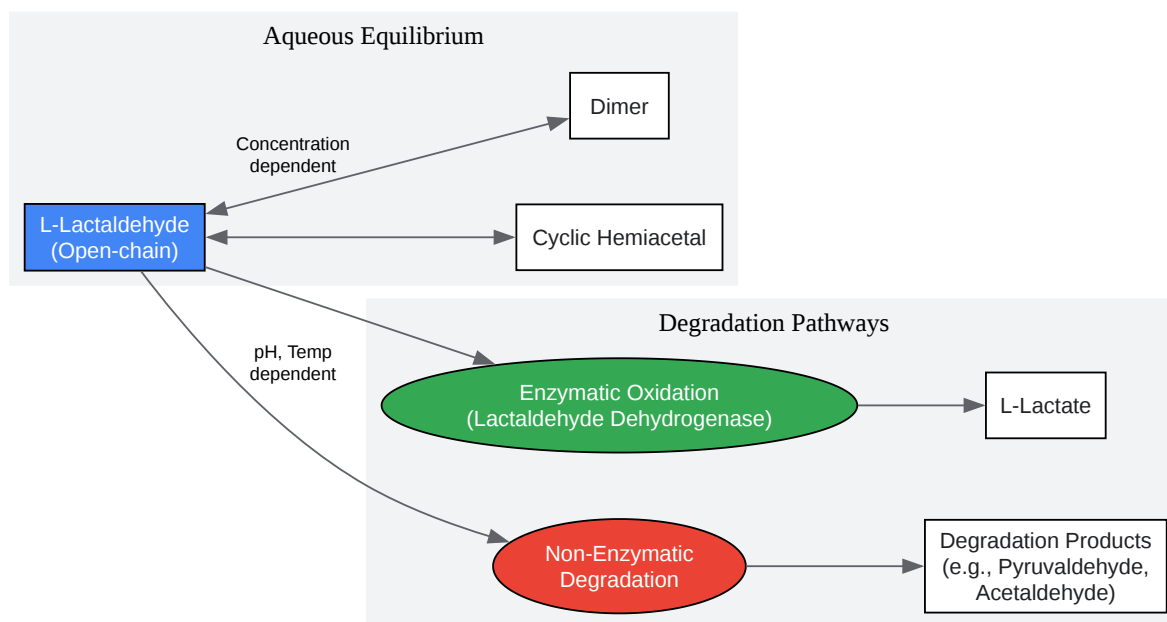 Aqueous Equilibrium
Dimer
Concentration
dependent
L-Lactaldehyde
(Open-chain)
Cyclic Hemiacetal
Degradation Pathways
pH, Temp
dependent
Enzymatic Oxidation
(Lactaldehyde Dehydrogenase)
L-Lactate
Non-Enzymatic
Degradation
Degradation Products
(e.g., Pyruvaldehyde,
Acetaldehyde)